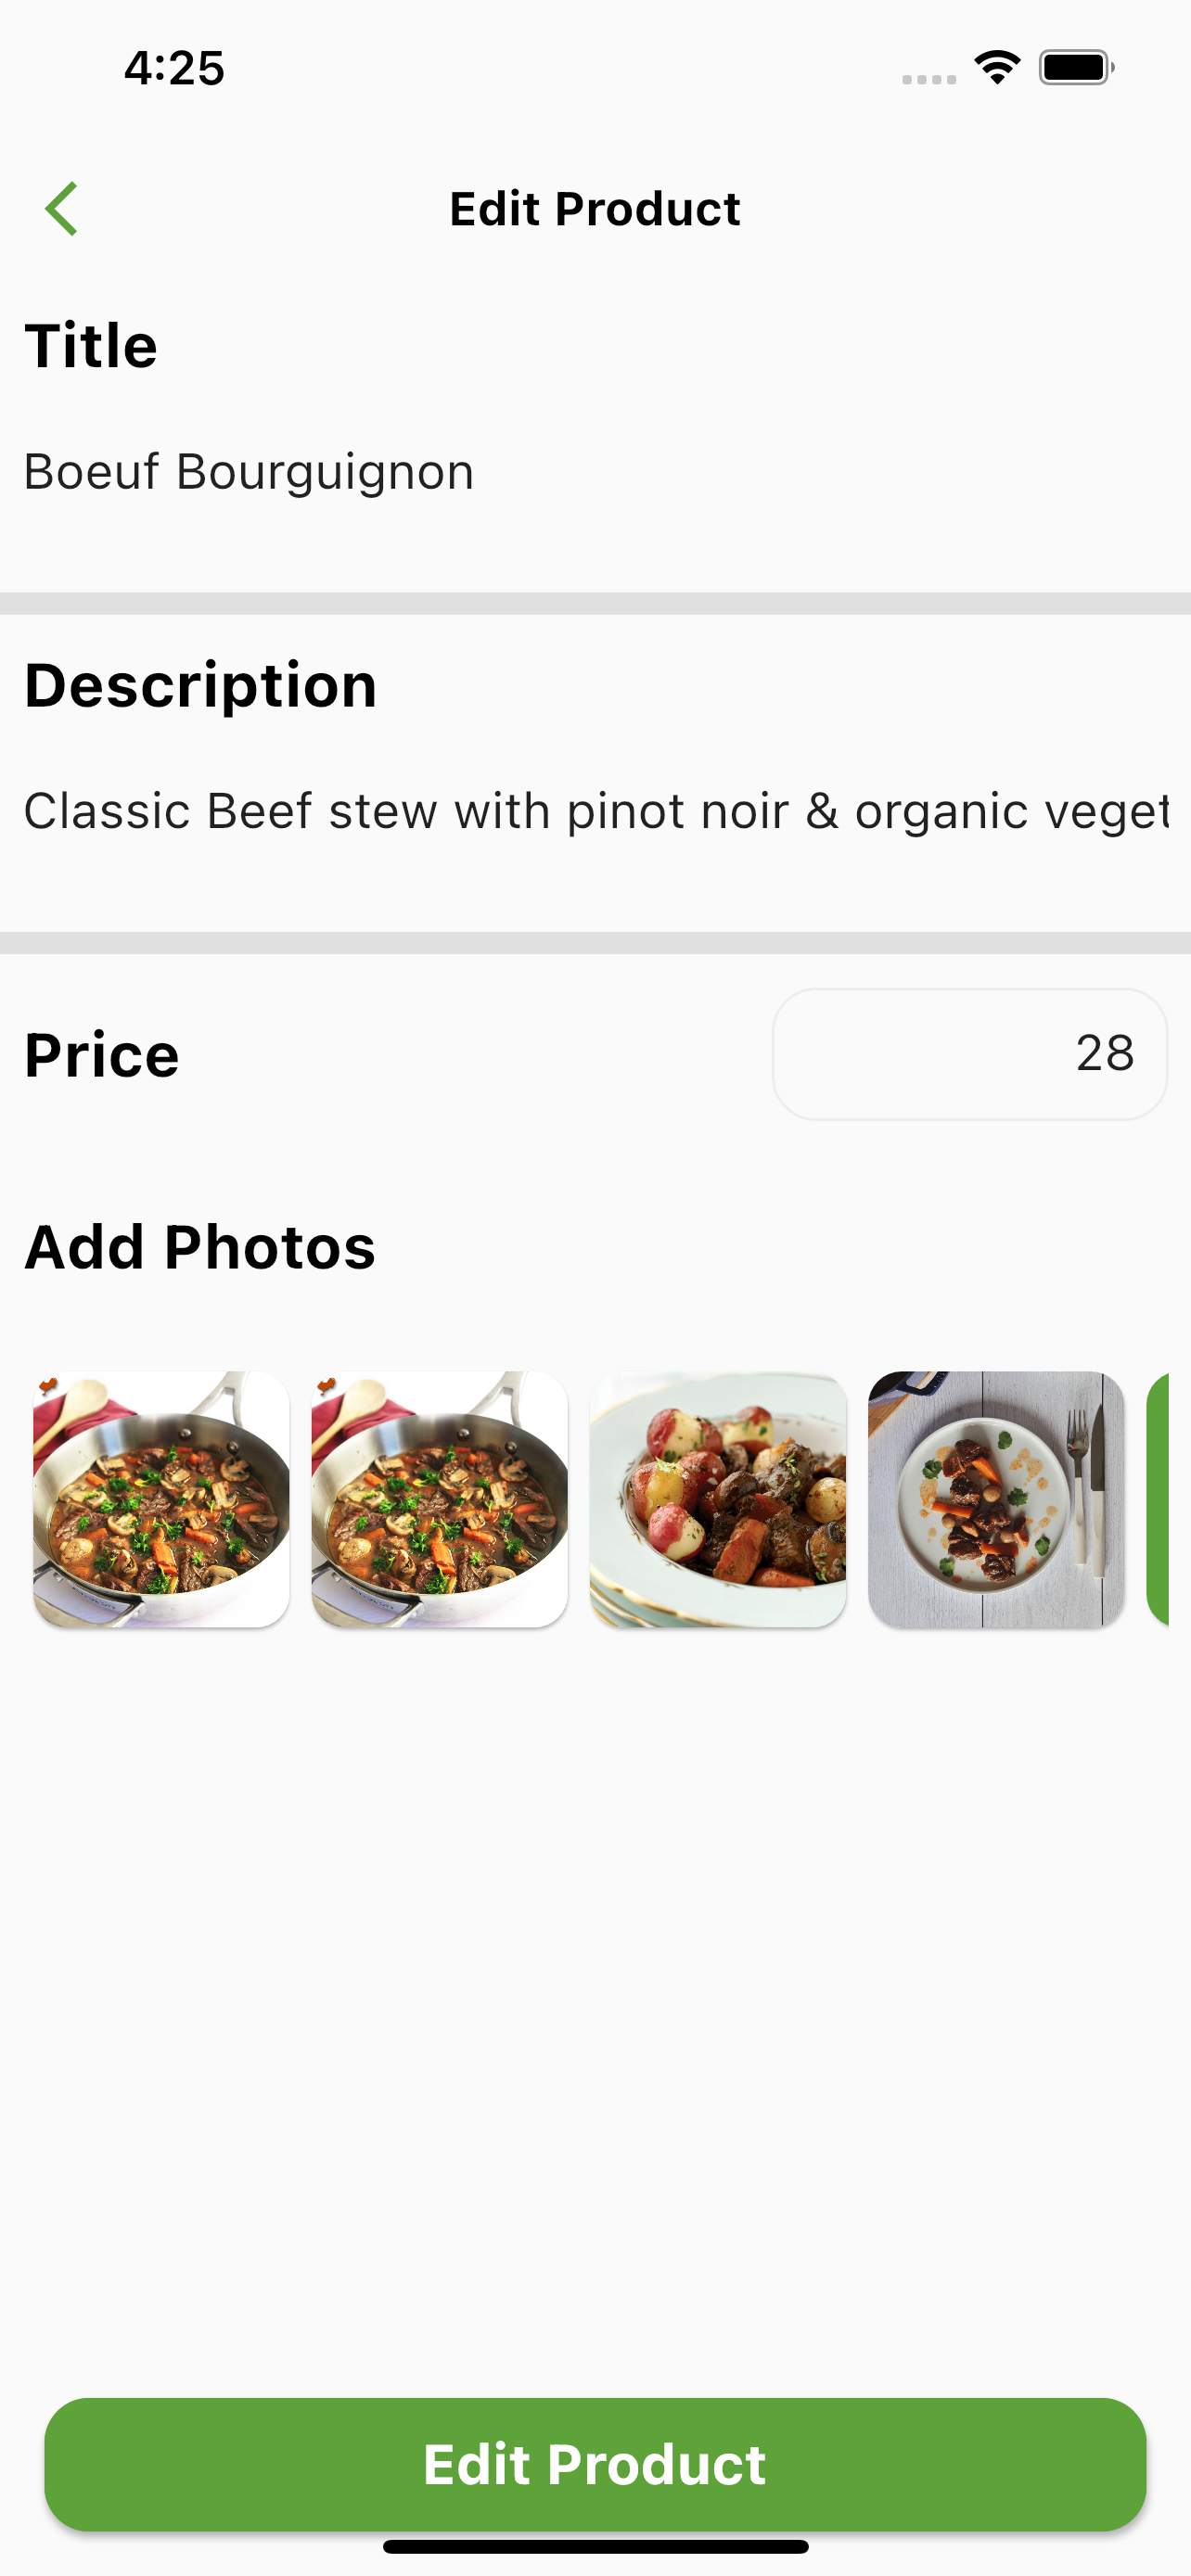 4:25
Edit Product
Title
Boeuf Bourguignon
Description
Classic Beef stew with pinot noir & organic veget
Price
28
Add Photos
Edit Product